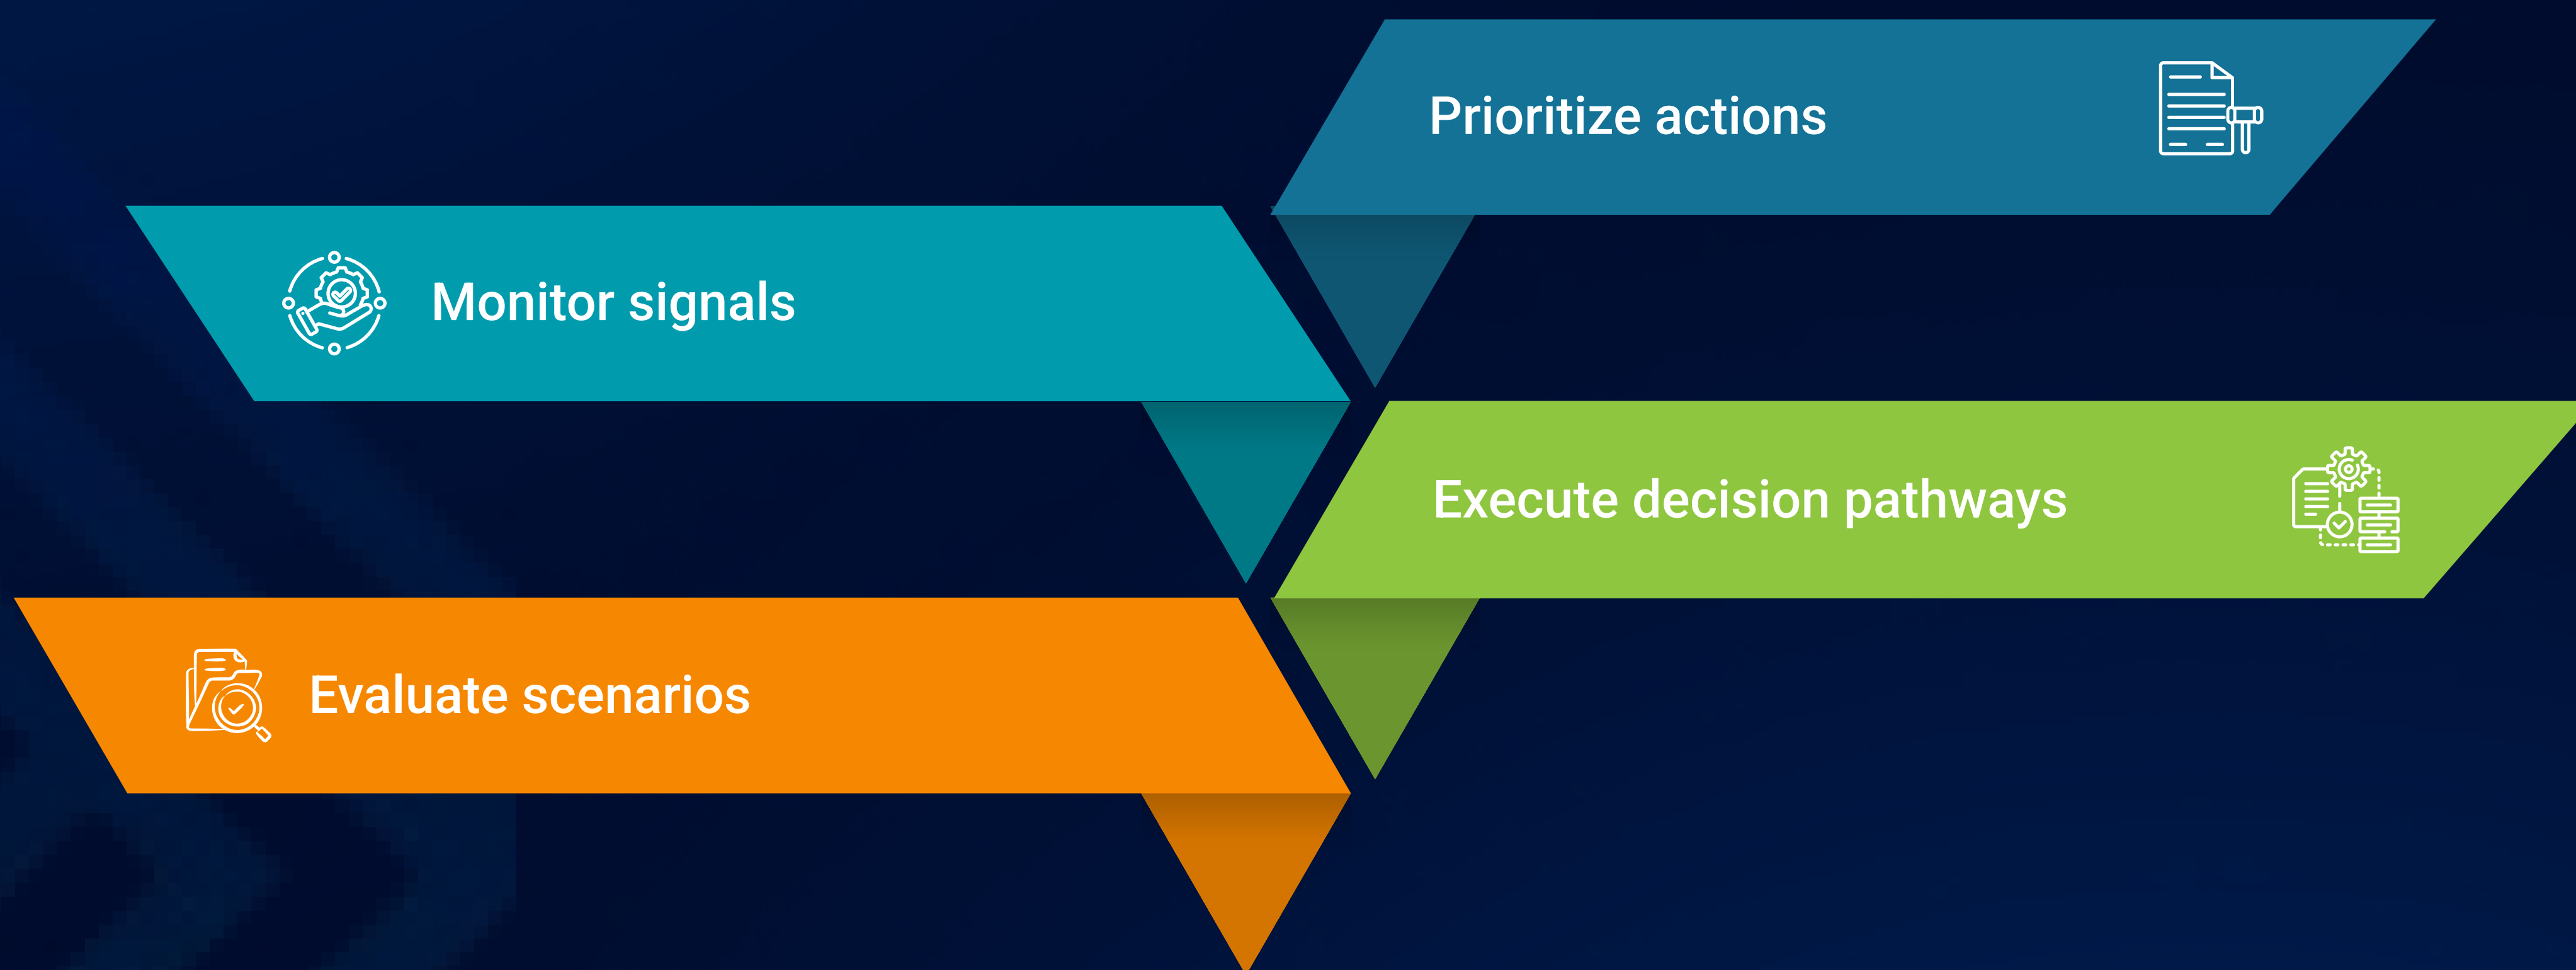 Prioritize actions
Monitor signals
Execute decision pathways
Evaluate scenarios